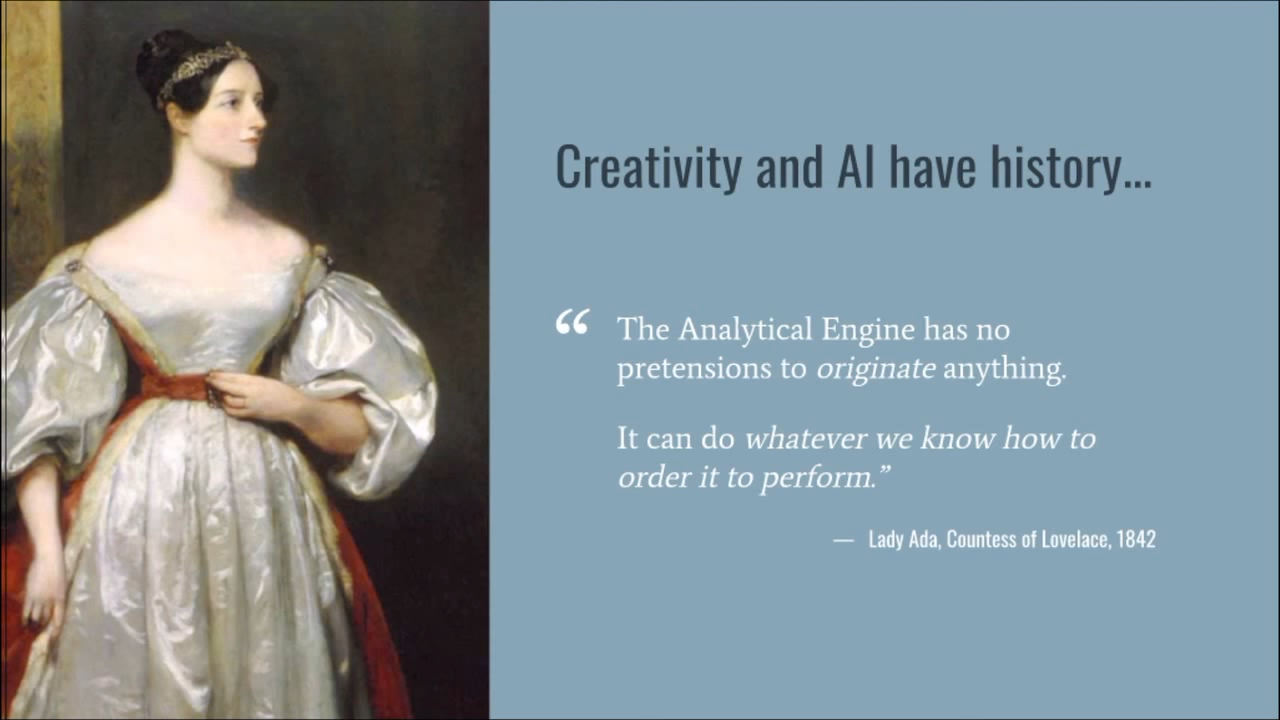 Creativity and AI have history...
“ The Analytical Engine has no
pretensions to originate anything.
It can do whatever we know how to
order it to perform.”
— Lady Ada, Countess of Lovelace, 1842